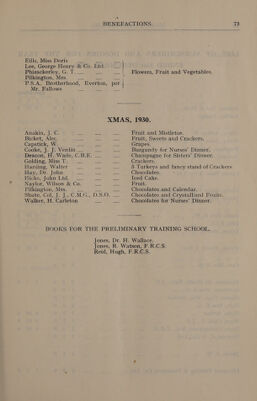 BENEFACTIONS. 73
Ellis, Miss Doris
Lee, George Henry & Co. Ltd.
Phimckerley, G. T. Flowers, Fruit and Vegetables.
Pilkington, Mrs.
P.S.A. Brotherhood, Everton, per
Mr. Fallows
XMAS, 1930.
Anakin, J. C. Fruit and Mistletoe.
Bicket, Alec. Fruit, Sweets and Crackers.
Capstick, W. Grapes.
Cooke, J. J. Verdin Burgundy for Nurses' Dinner.
Deacon, H. Wade, C.B.E. Champagne for Sisters' Dinner.
Golding, Miss T. Crackers.
Harding, Walter 3 Turkeys and fancy stand of Crackers
Hay, Dr. John Chocolates.
Hicks, John Ltd. Iced Cake.
Naylor, Wilson & Co. Fruit.
Pilkington, Mrs. Chocolates and Calendar.
Shute, Col. J. J., C.M.G., D.S.O. Chocolates and Crystallised Fruits.
Walker, H. Carleton Chocolates for Nurses' Dinner.
BOOKS FOR THE PRELIMINARY TRAINING SCHOOL.
Jones, Dr. H. Wallace.
Jones, R. Watson, F.R.C.S.
Reid, Hugh, F.R.C.S.